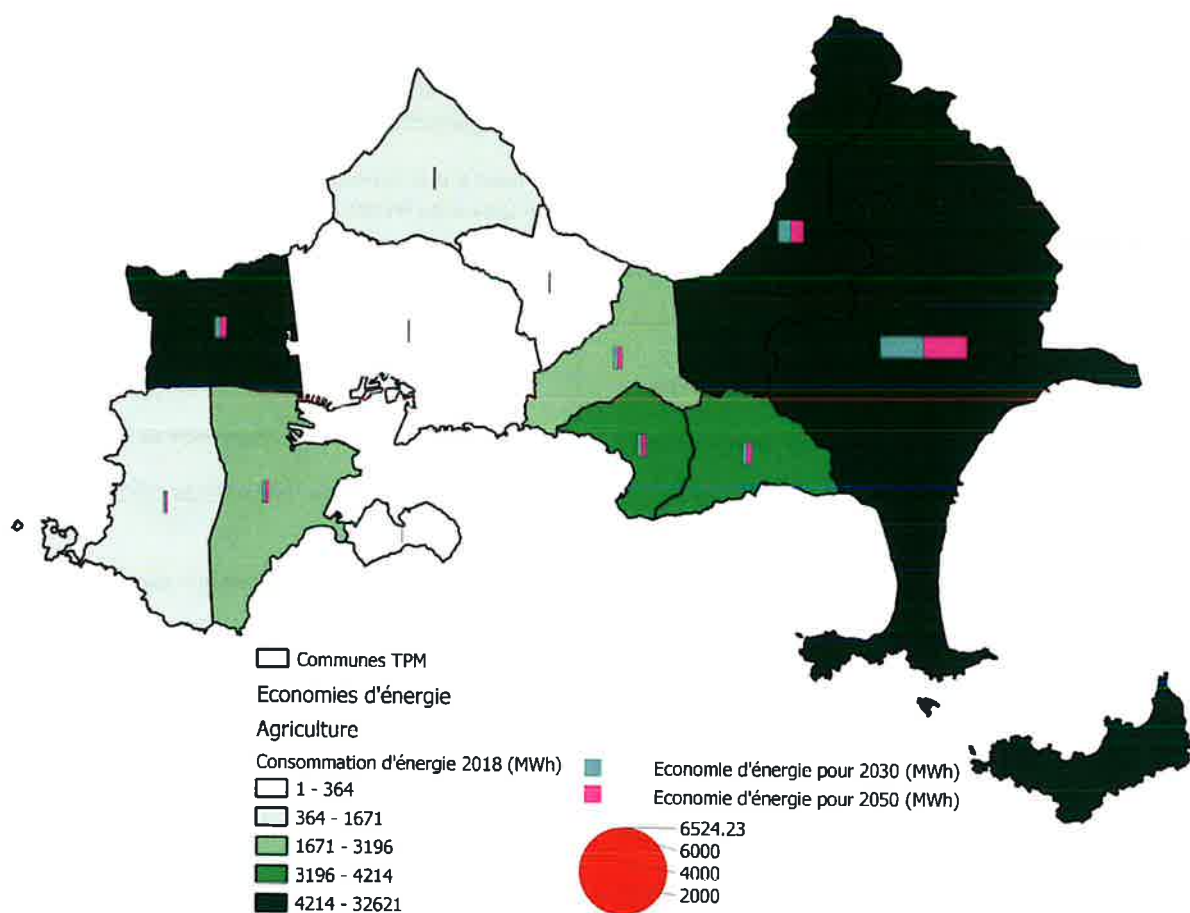 Communes TPM
Economies d'énergie
Agriculture
Consommation d'énergie 2018 (MWh)
1 - 364
364 - 1671
1671 - 3196
3196 - 4214
4214 - 32621
Economie d'énergie pour 2030 (MWh)
Economie d'énergie pour 2050 (MWh)
6524.23
6000
4000
2000